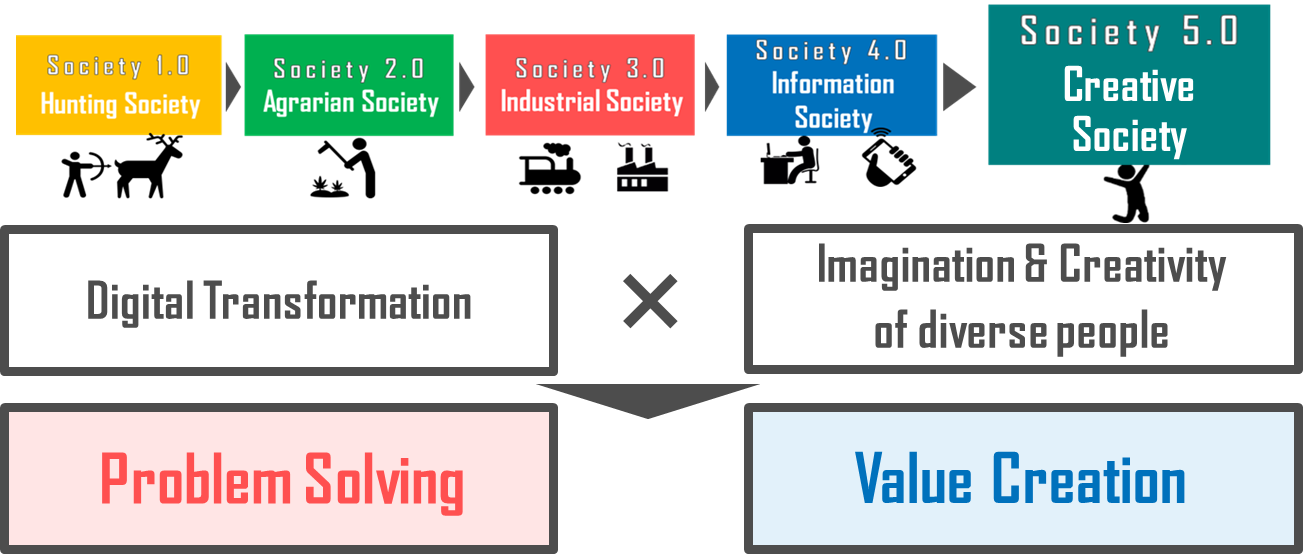 Society 1.0
Hunting Society
Society 2.0
Agrarian Society
Society 3.0
Industrial Society
Society 4.0
Information
Society
Society 5.0
Creative
Society
Digital Transformation
×
Imagination & Creativity
of diverse people
Problem Solving
Value Creation